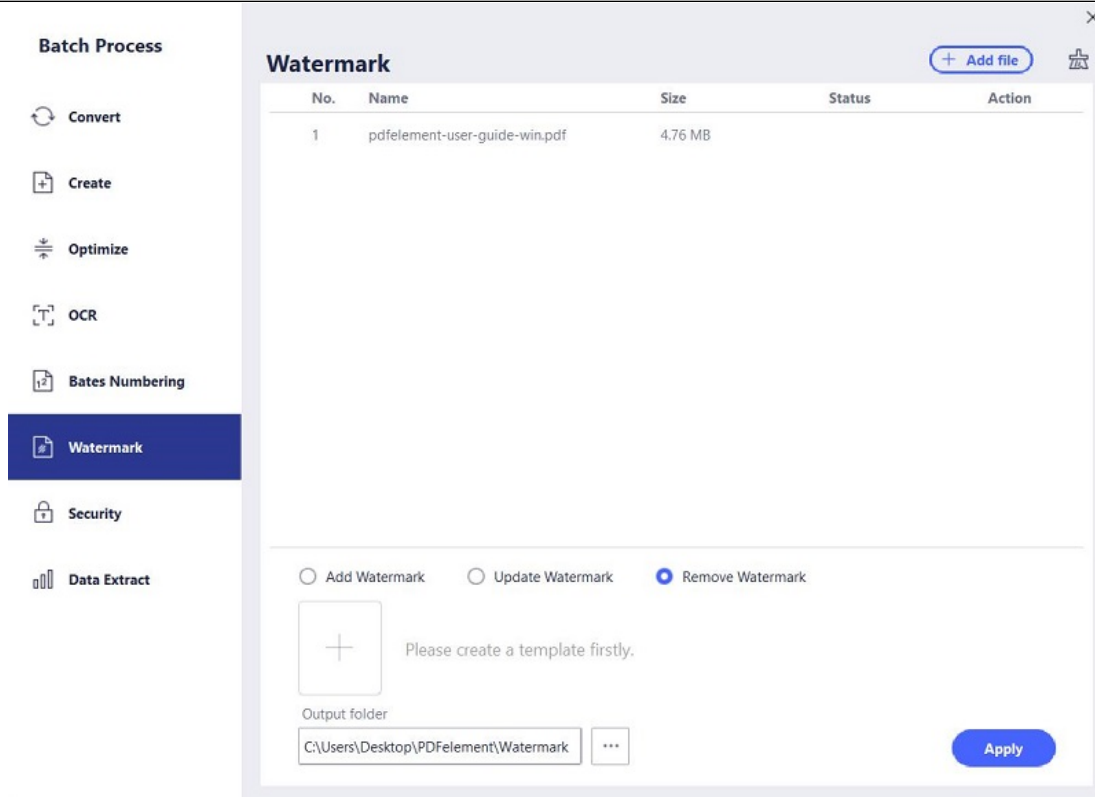 Batch Process
Convert
Create
Optimize
OCR
Bates Numbering
Watermark
Security
Data Extract
Watermark
+ Add file
No. Name Size Status Action
1 pdfelement-user-guide-win.pdf 4.76 MB
Add Watermark Update Watermark Remove Watermark
Please create a template firstly.
Output folder
C:\Users\Desktop\PDFelement\Watermark ...
Apply